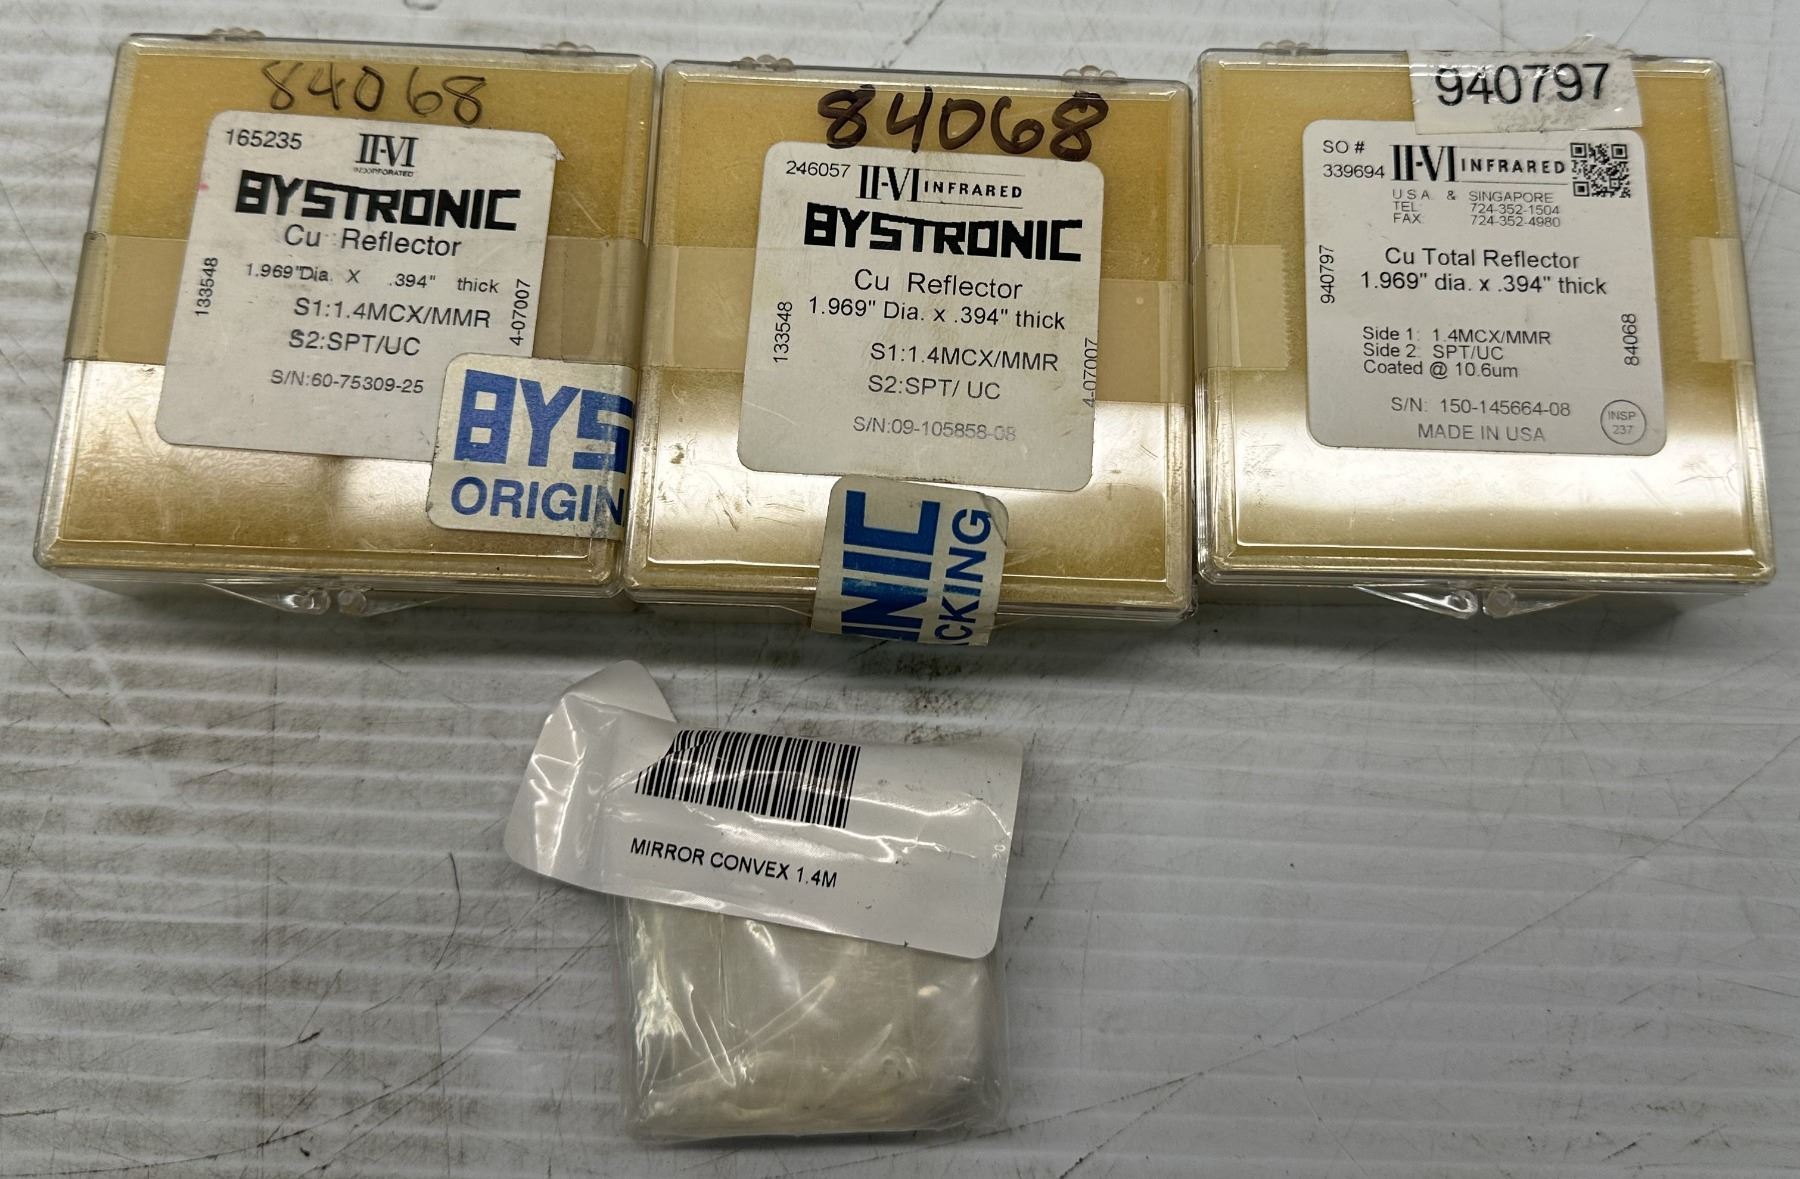 84068
165235
II-VI
INCORPORATED
BYSTRONIC
Cu Reflector
1.969"Dia. X .394" thick
S1:1.4MCX/MMR
S2:SPT/UC
S/N:60-75309-25
133548
4-07007
BYS
ORIGIN
84068
246057 II-VI INFRARED
BYSTRONIC
Cu Reflector
1.969" Dia. x .394" thick
S1:1.4MCX/MMR
S2:SPT/ UC
S/N:09-105858-08
133548
4-07007
NIC
CKING
940797
SO #
339694 II-VI INFRARED
USA & SINGAPORE
TEL 724-352-1504
FAX: 724-352-4980
Cu Total Reflector
1.969" dia. x .394" thick
Side 1: 1.4MCX/MMR
Side 2: SPT/UC
Coated @ 10.6um
S/N: 150-145664-08
MADE IN USA
940797
84068
INSP
237
MIRROR CONVEX 1.4M